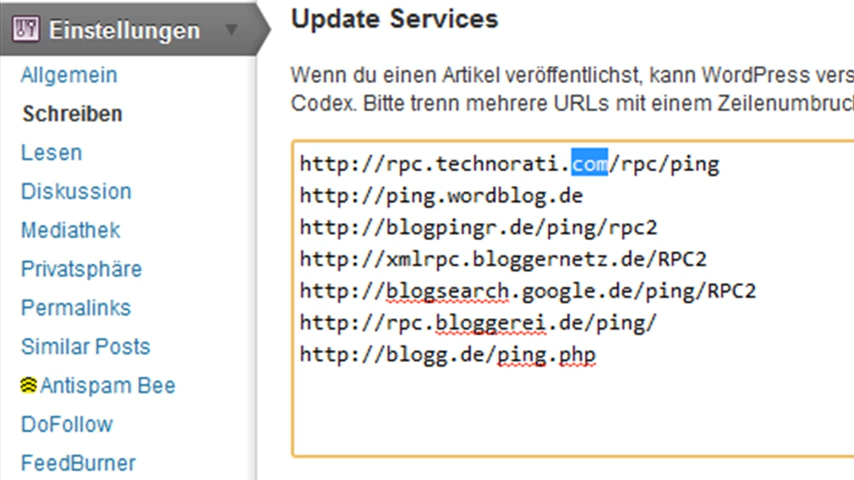 Einstellungen
Allgemein
Schreiben
Lesen
Diskussion
Mediathek
Privatsphäre
Permalinks
Similar Posts
Antispam Bee
DoFollow
FeedBurner
Update Services
Wenn du einen Artikel veröffentlichst, kann WordPress vers
Codex. Bitte trenn mehrere URLs mit einem Zeilenumbruc
http://rpc.technorati.com/rpc/ping
http://ping.wordblog.de
http://blogpingr.de/ping/rpc2
http://xmlrpc.bloggernetz.de/RPC2
http://blogsearch.google.de/ping/RPC2
http://rpc.bloggerei.de/ping/
http://blogg.de/ping.php